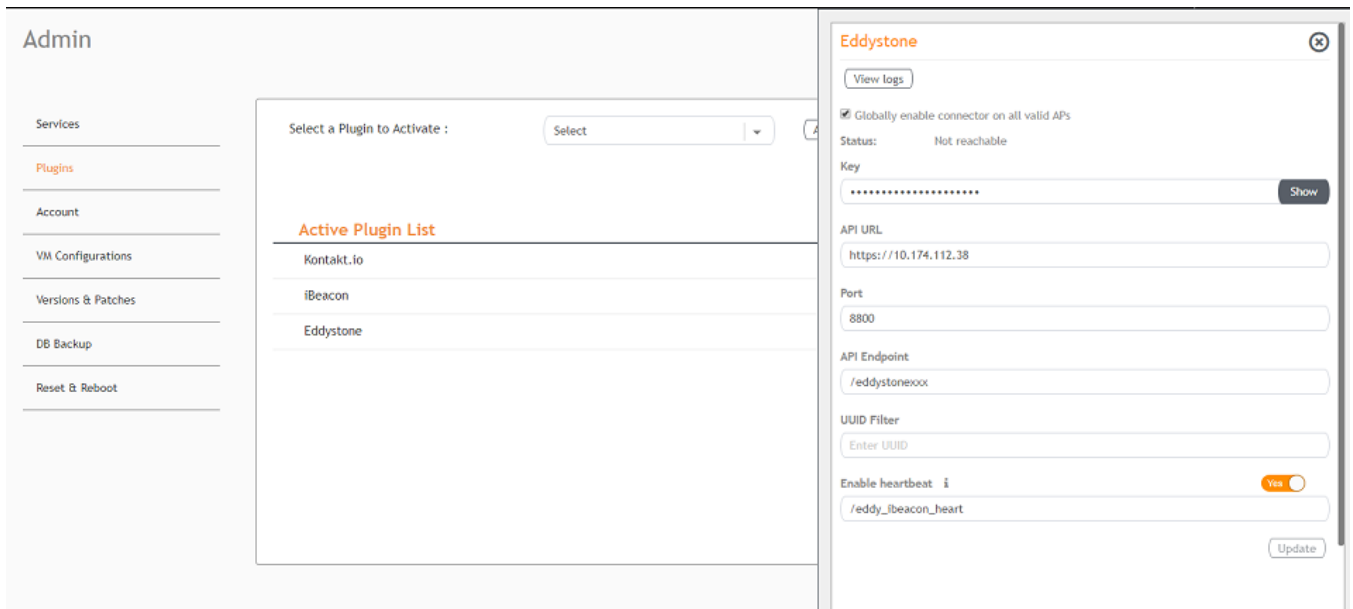 Admin
Services
Plugins
Account
VM Configurations
Versions & Patches
DB Backup
Reset & Reboot
Select a Plugin to Activate :
Select
Active Plugin List
Kontakt.io
iBeacon
Eddystone
Eddystone
View logs
Globally enable connector on all valid APs
Status: Not reachable
Key
••••••••••••••••••••• Show
API URL
https://10.174.112.38
Port
8800
API Endpoint
/eddystonexxx
UUID Filter
Enter UUID
Enable heartbeat i Yes
/eddy_ibeacon_heart
Update